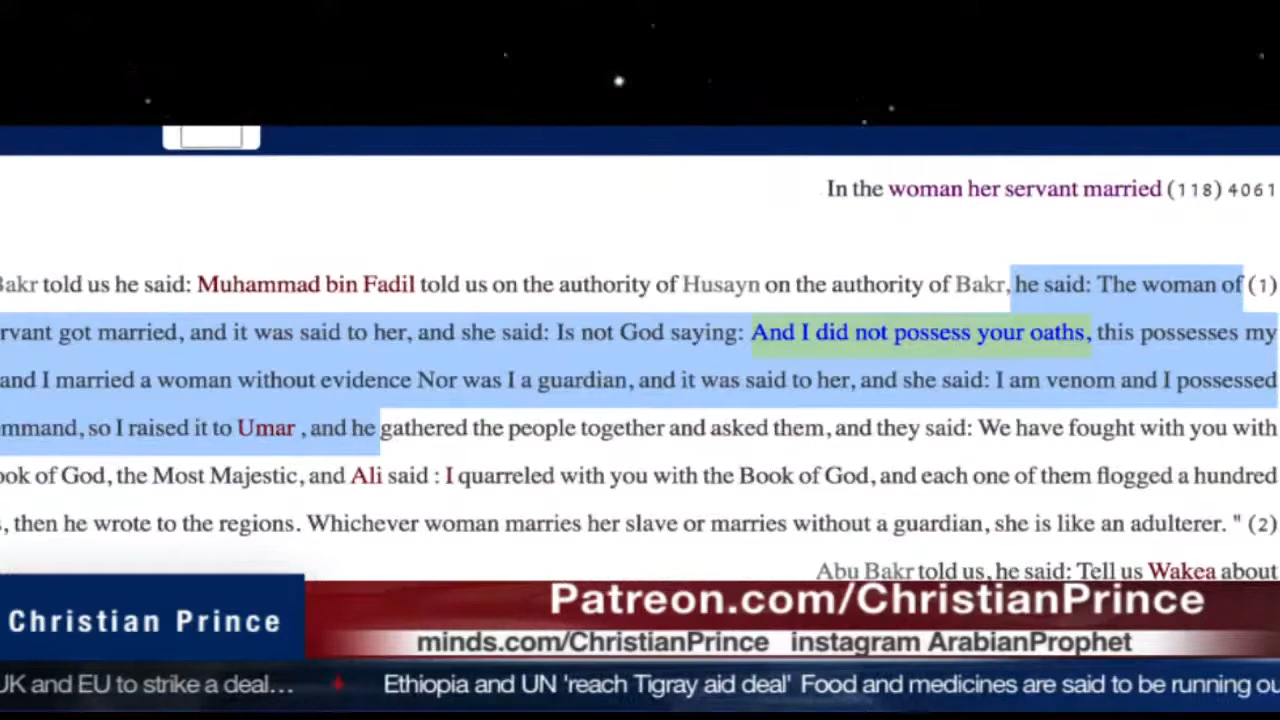 In the woman her servant married (118) 4061
Bakr told us he said: Muhammad bin Fadil told us on the authority of Husayn on the authority of Bakr, he said: The woman of (1)
rvant got married, and it was said to her, and she said: Is not God saying: And I did not possess your oaths, this possesses my
and I married a woman without evidence Nor was I a guardian, and it was said to her, and she said: I am venom and I possessed
mmand, so I raised it to Umar , and he gathered the people together and asked them, and they said: We have fought with you with
ook of God, the Most Majestic, and Ali said : I quarreled with you with the Book of God, and each one of them flogged a hundred
, then he wrote to the regions. Whichever woman marries her slave or marries without a guardian, she is like an adulterer. " (2)
Abu Bakr told us, he said: Tell us Wakea about
Christian Prince
Patreon.com/ChristianPrince
minds.com/ChristianPrince instagram ArabianProphet
UK and EU to strike a deal... Ethiopia and UN 'reach Tigray aid deal' Food and medicines are said to be running ou